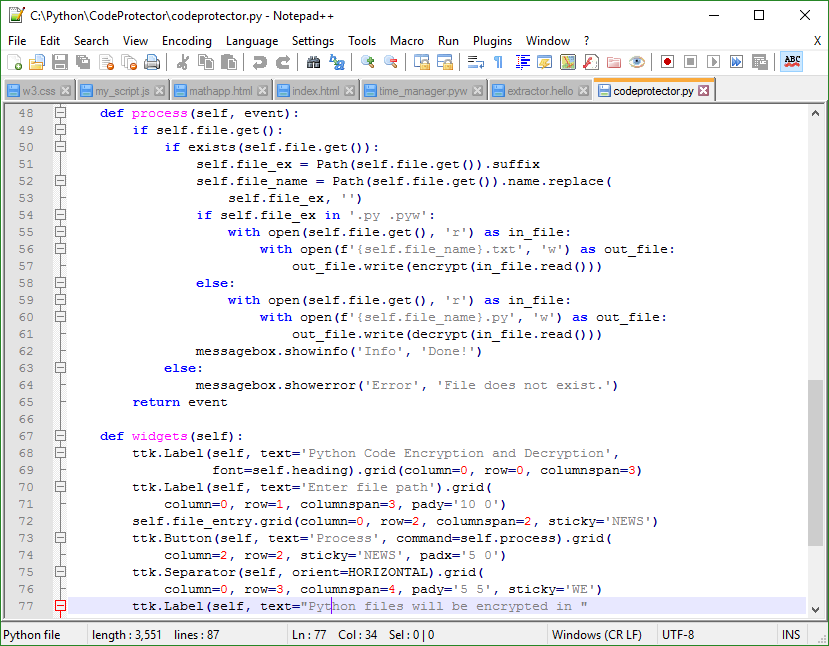 C:\Python\CodeProtector\codeprotector.py - Notepad++
File Edit Search View Encoding Language Settings Tools Macro Run Plugins Window ? X
ABC
w3.css my_script.js mathapp.html index.html time_manager.pyw extractor.hello codeprotector.py
48     def process(self, event):
49         if self.file.get():
50             if exists(self.file.get()):
51                 self.file_ex = Path(self.file.get()).suffix
52                 self.file_name = Path(self.file.get()).name.replace(
53                     self.file_ex, '')
54                 if self.file_ex in '.py .pyw':
55                     with open(self.file.get(), 'r') as in_file:
56                         with open(f'{self.file_name}.txt', 'w') as out_file:
57                             out_file.write(encrypt(in_file.read()))
58                 else:
59                     with open(self.file.get(), 'r') as in_file:
60                         with open(f'{self.file_name}.py', 'w') as out_file:
61                             out_file.write(decrypt(in_file.read()))
62                 messagebox.showinfo('Info', 'Done!')
63             else:
64                 messagebox.showerror('Error', 'File does not exist.')
65         return event
66
67     def widgets(self):
68         ttk.Label(self, text='Python Code Encryption and Decryption',
69                   font=self.heading).grid(column=0, row=0, columnspan=3)
70         ttk.Label(self, text='Enter file path').grid(
71             column=0, row=1, columnspan=3, pady='10 0')
72         self.file_entry.grid(column=0, row=2, columnspan=2, sticky='NEWS')
73         ttk.Button(self, text='Process', command=self.process).grid(
74             column=2, row=2, sticky='NEWS', padx='5 0')
75         ttk.Separator(self, orient=HORIZONTAL).grid(
76             column=0, row=3, columnspan=4, pady='5 5', sticky='WE')
77         ttk.Label(self, text="Python files will be encrypted in "
Python file length : 3,551 lines : 87 Ln : 77 Col : 34 Sel : 0 | 0 Windows (CR LF) UTF-8 INS